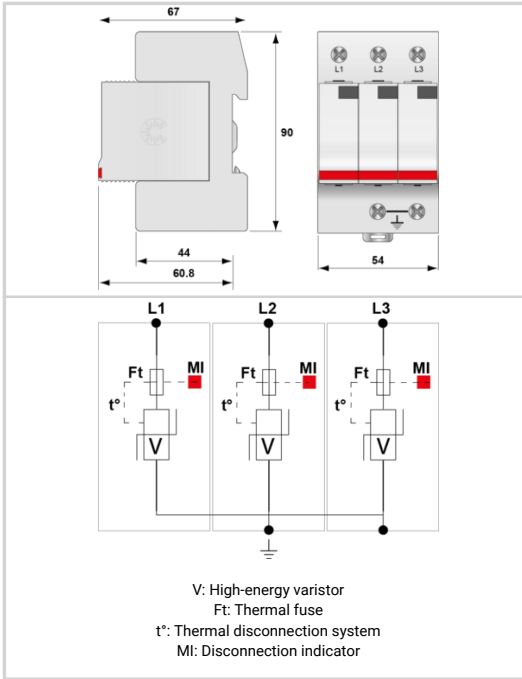 67
L1 L2 L3
90
44
60.8
54
L1 L2 L3
Ft MI Ft MI Ft MI
t° t° t°
V V V
V: High-energy varistor
Ft: Thermal fuse
t°: Thermal disconnection system
MI: Disconnection indicator